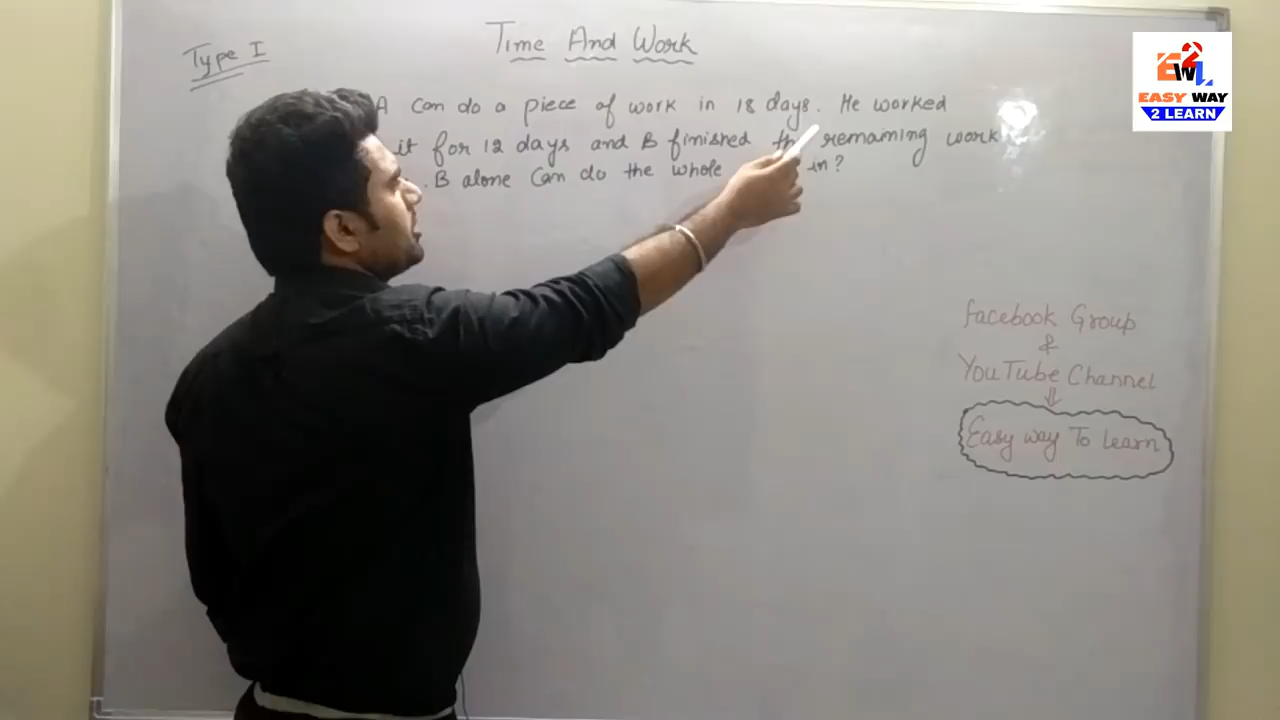 Type I
Time And Work
A Can do a piece of work in 18 days. He worked
it for 12 days and B finished the remaining work
. B alone Can do the whole in ?
Facebook Group
&
YouTube Channel
⇓
Easy way To Learn
E2L
W
EASY WAY
2 LEARN